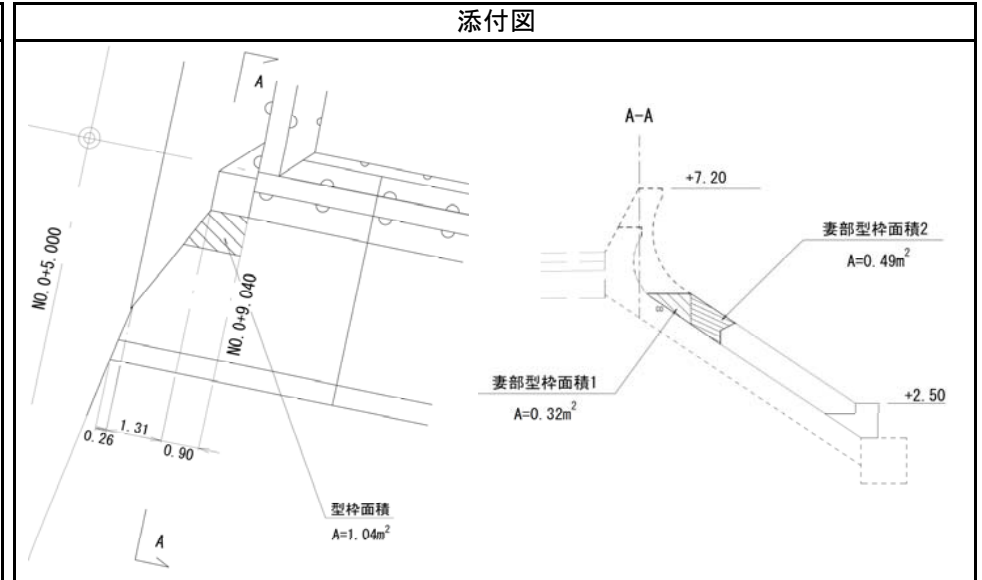 添付図
A
NO.0+5.000
NO.0+9.040
0.26
1.31
0.90
型枠面積
A=1.04m²
A
A-A
+7.20
妻部型枠面積2
A=0.49m²
妻部型枠面積1
A=0.32m²
+2.50